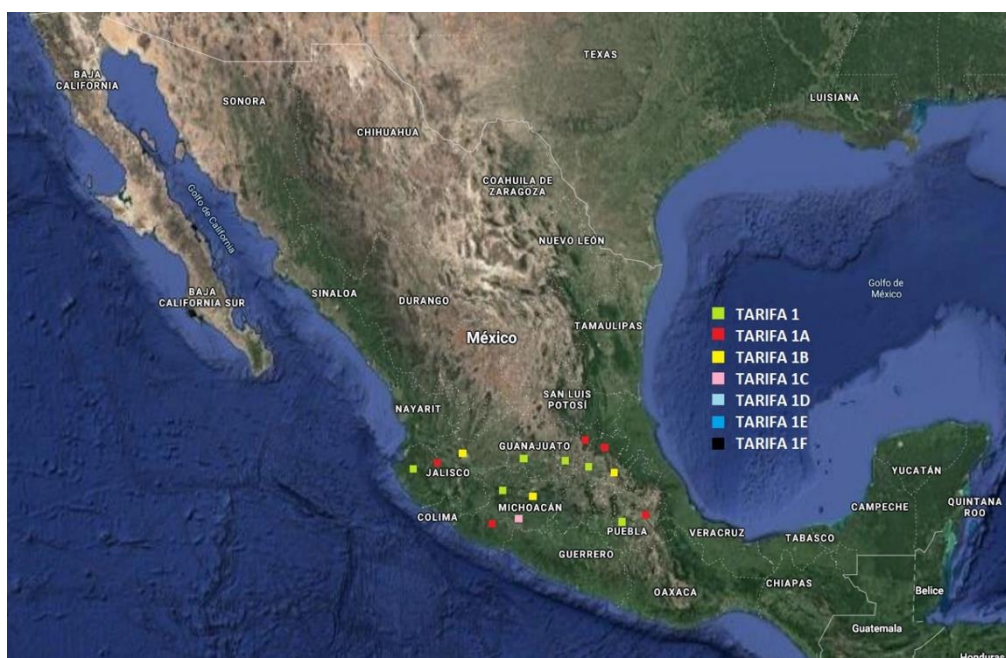 TEXAS
BAJA
CALIFORNIA
LUISIANA
SONORA
CHIHUAHUA
COAHUILA DE
ZARAGOZA
Golfo de California
NUEVO LEÓN
Golfo de
México
BAJA
CALIFORNIA SUR
SINALOA
DURANGO
TARIFA 1
TAMAULIPAS
TARIFA 1A
México
TARIFA 1B
TARIFA 1C
SAN LUIS
POTOSÍ
TARIFA 1D
NAYARIT
TARIFA 1E
TARIFA 1F
GUANAJUATO
JALISCO
YUCATÁN
QUINTANA
ROO
MICHOACÁN
CAMPECHE
COLIMA
PUEBLA
VERACRUZ
TABASCO
GUERRERO
CHIAPAS
OAXACA
Belice
Guatemala